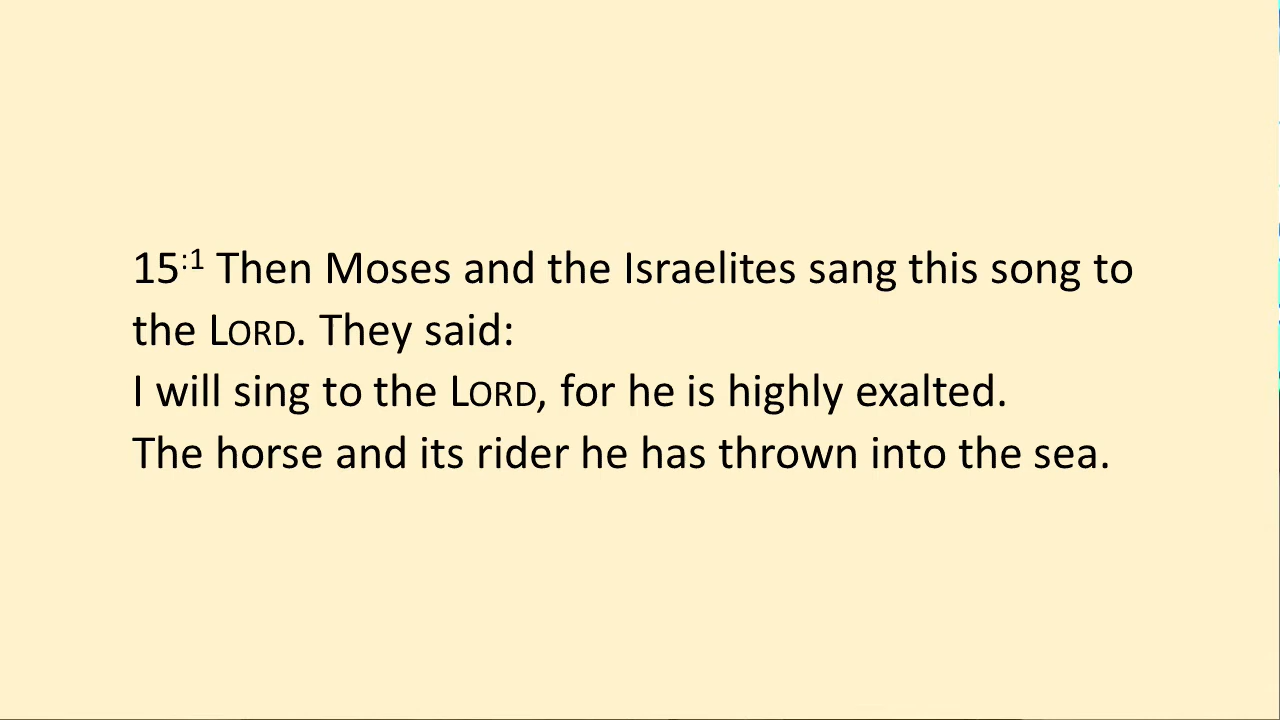 15:1 Then Moses and the Israelites sang this song to
the LORD. They said:
I will sing to the LORD, for he is highly exalted.
The horse and its rider he has thrown into the sea.